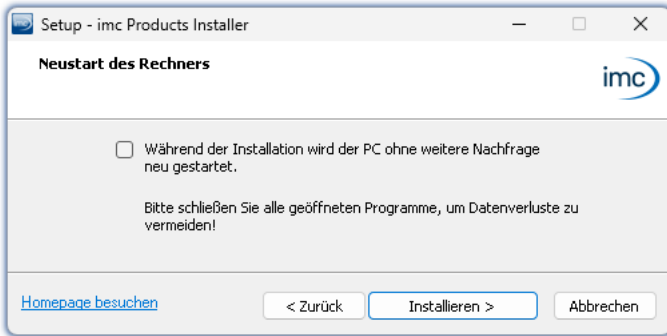 Setup - imc Products Installer
Neustart des Rechners
imc
Während der Installation wird der PC ohne weitere Nachfrage
neu gestartet.
Bitte schließen Sie alle geöffneten Programme, um Datenverluste zu
vermeiden!
Homepage besuchen
< Zurück
Installieren >
Abbrechen